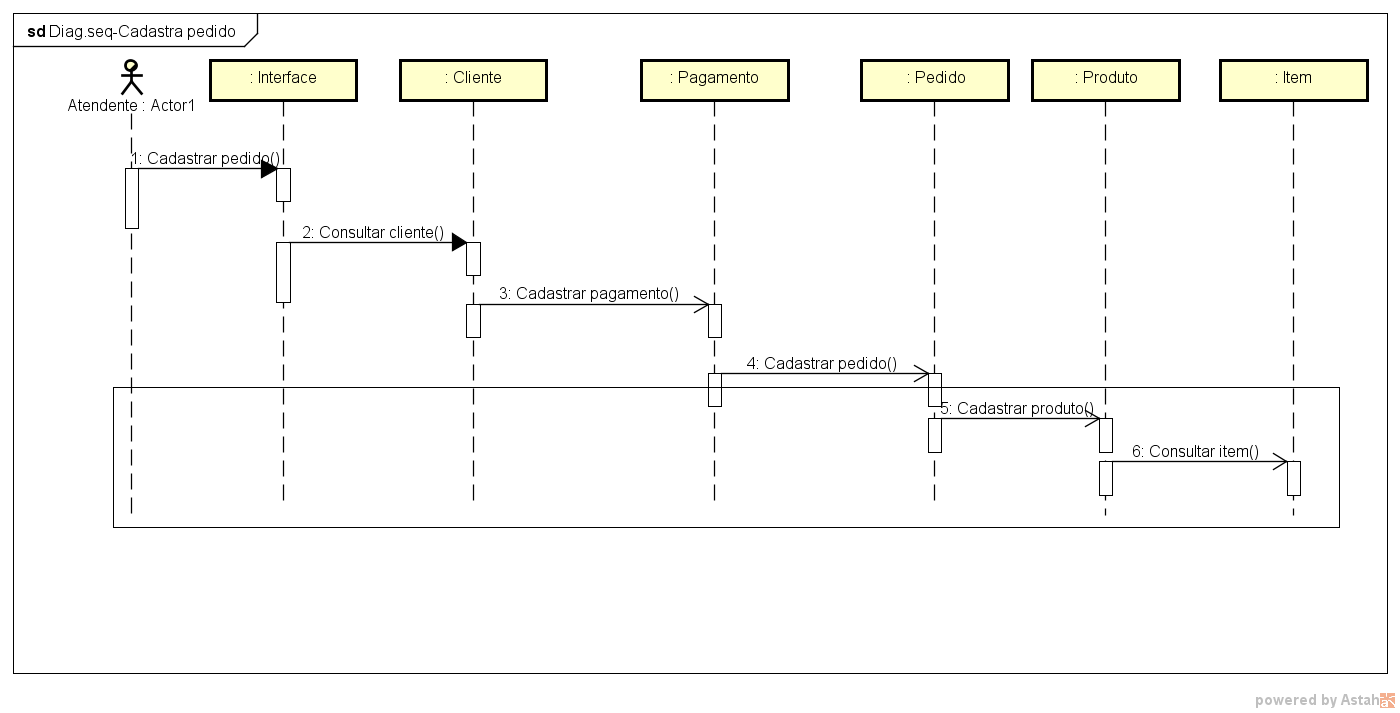 sd Diag.seq-Cadastra pedido
Atendente : Actor1
: Interface
: Cliente
: Pagamento
: Pedido
: Produto
: Item
1: Cadastrar pedido()
2: Consultar cliente()
3: Cadastrar pagamento()
4: Cadastrar pedido()
5: Cadastrar produto()
6: Consultar item()
powered by Astah